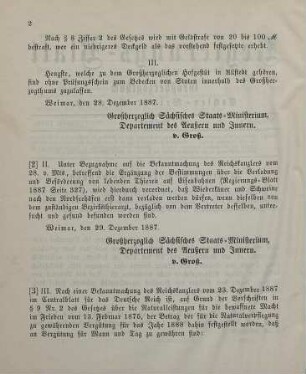 2
Nach § 8 Ziffer 2 des Gesetzes wird mit Geldstrafe von 20 bis 100 ℳ
bestraft, wer ein niedrigeres Deckgeld als das vorstehend festgesetzte erhebt.
III.
Hengste, welche zu dem Großherzoglichen Hofgestüt in Allstedt gehören,
sind ohne Prüfungsschein zum Bedecken von Stuten innerhalb des Großher-
zogthums zuzulassen.
Weimar, den 28. Dezember 1887.
Großherzoglich Sächsisches Staats-Ministerium,
Departement des Aeußern und Innern.
v. Groß.
[2] II. Unter Bezugnahme auf die Bekanntmachung des Reichskanzlers vom
28. v. Mts., betreffend die Ergänzung der Bestimmungen über die Verladung und
Beförderung von lebenden Thieren auf Eisenbahnen (Regierungs-Blatt
1887 Seite 327), wird hierdurch verordnet, daß Wiederkäuer und Schweine
nach den Nordseehäfen erst dann verladen werden dürfen, wenn dieselben von
dem zuständigen Bezirksthierarzt, bezüglich von dem Vertreter desselben, unter-
sucht und gesund befunden worden sind.
Weimar, den 29. Dezember 1887.
Großherzoglich Sächsisches Staats-Ministerium,
Departement des Aeußern und Innern.
v. Groß.
[3] III. Nach einer Bekanntmachung des Reichskanzlers vom 23. Dezember 1887
im Centralblatt für das Deutsche Reich ist, auf Grund der Vorschriften in
§ 9 Nr. 2 des Gesetzes über die Naturalleistungen für die bewaffnete Macht
im Frieden vom 13. Februar 1875, der Betrag der für die Naturalverpflegung zu
gewährenden Vergütung für das Jahr 1888 dahin festgestellt worden, daß
an Vergütung für Mann und Tag zu gewähren ist: